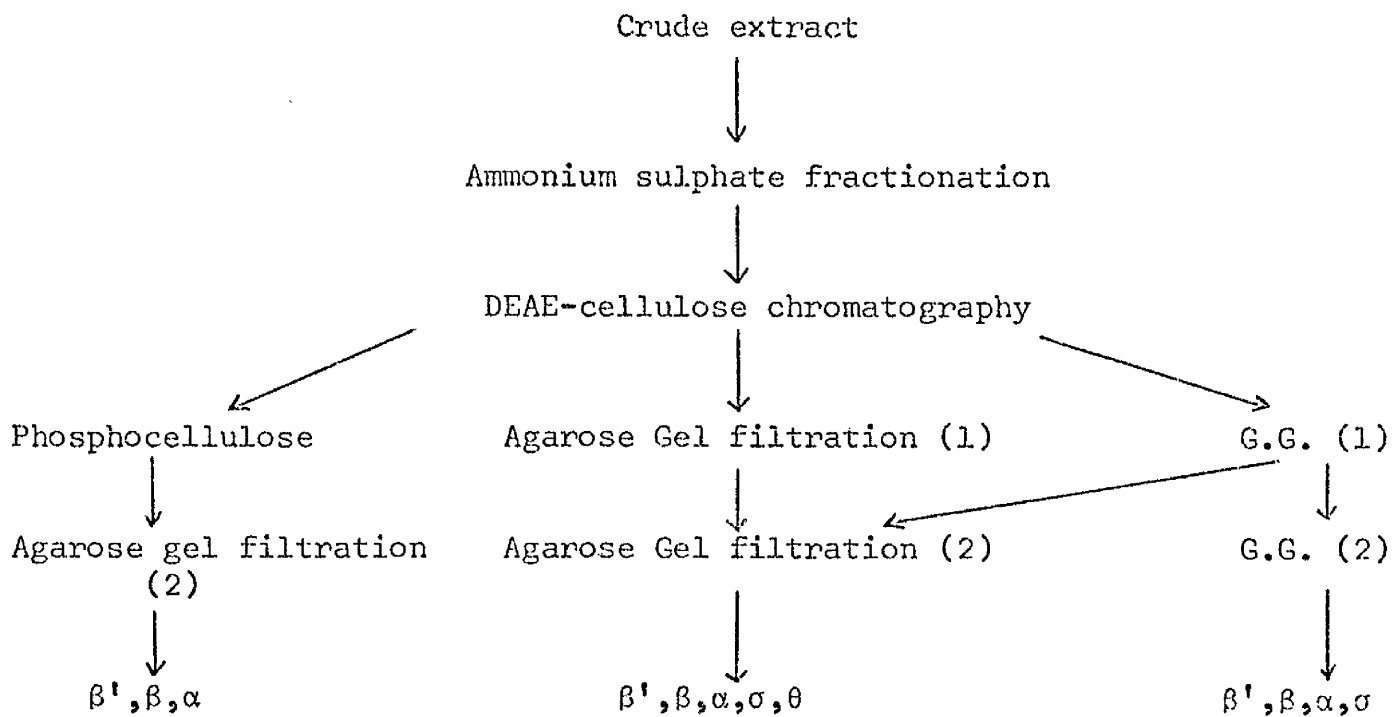 Crude extract
Ammonium sulphate fractionation
DEAE-cellulose chromatography
Phosphocellulose Agarose Gel filtration (1) G.G. (1)
Agarose gel filtration Agarose Gel filtration (2) G.G. (2)
(2)
β',β,α β',β,α,σ,θ β',β,α,σ